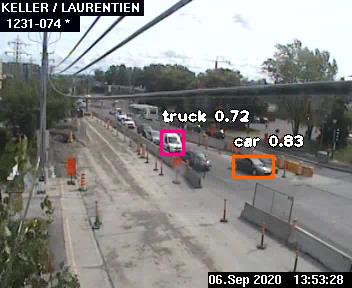 KELLER / LAURENTIEN
1231-074 *
truck 0.72
car 0.83
06.Sep 2020 13:53:28